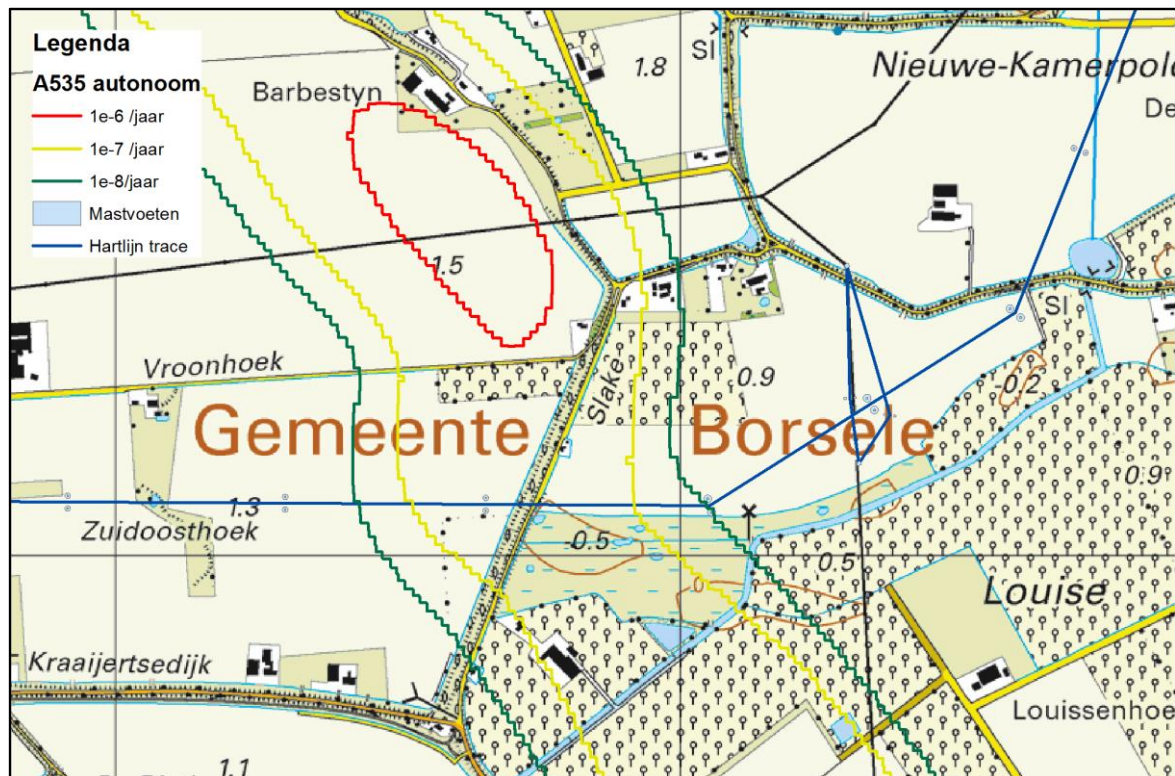 Legenda
A535 autonoom
1e-6 /jaar
1e-7 /jaar
1e-8/jaar
Mastvoeten
Hartlijn trace
Barbestyn
1.8
Sl
Nieuwe-Kamerpol
De
1.5
Sl
Vroonhoek
Slake
0.9
-0.2
Gemeente Borsele
0.9
1.3
Zuidoosthoek
-0.5
0.5
0
Louise
Kraaijertsedijk
Louissenhoe
1.1